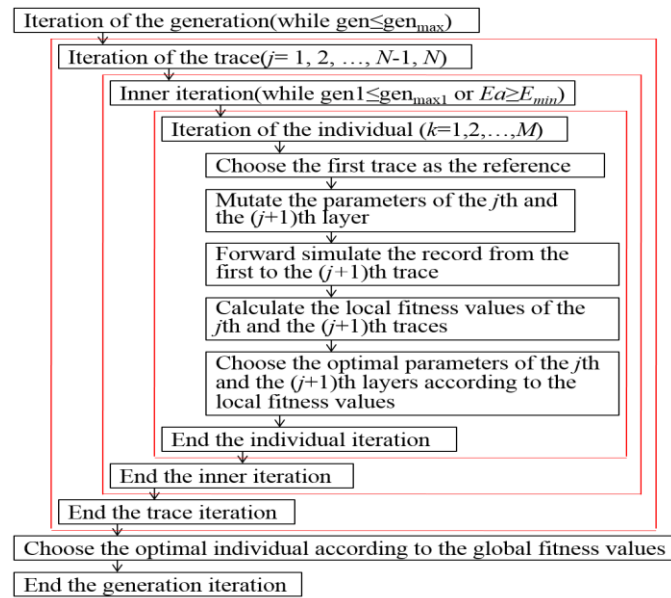 Iteration of the generation(while gen≤genmax)
Iteration of the trace(j= 1, 2, …, N-1, N)
Inner iteration(while gen1≤genmax1 or Ea≥Emin)
Iteration of the individual (k=1,2,…,M)
Choose the first trace as the reference
Mutate the parameters of the jth and
the (j+1)th layer
Forward simulate the record from the
first to the (j+1)th trace
Calculate the local fitness values of the
jth and the (j+1)th traces
Choose the optimal parameters of the jth
and the (j+1)th layers according to the
local fitness values
End the individual iteration
End the inner iteration
End the trace iteration
Choose the optimal individual according to the global fitness values
End the generation iteration